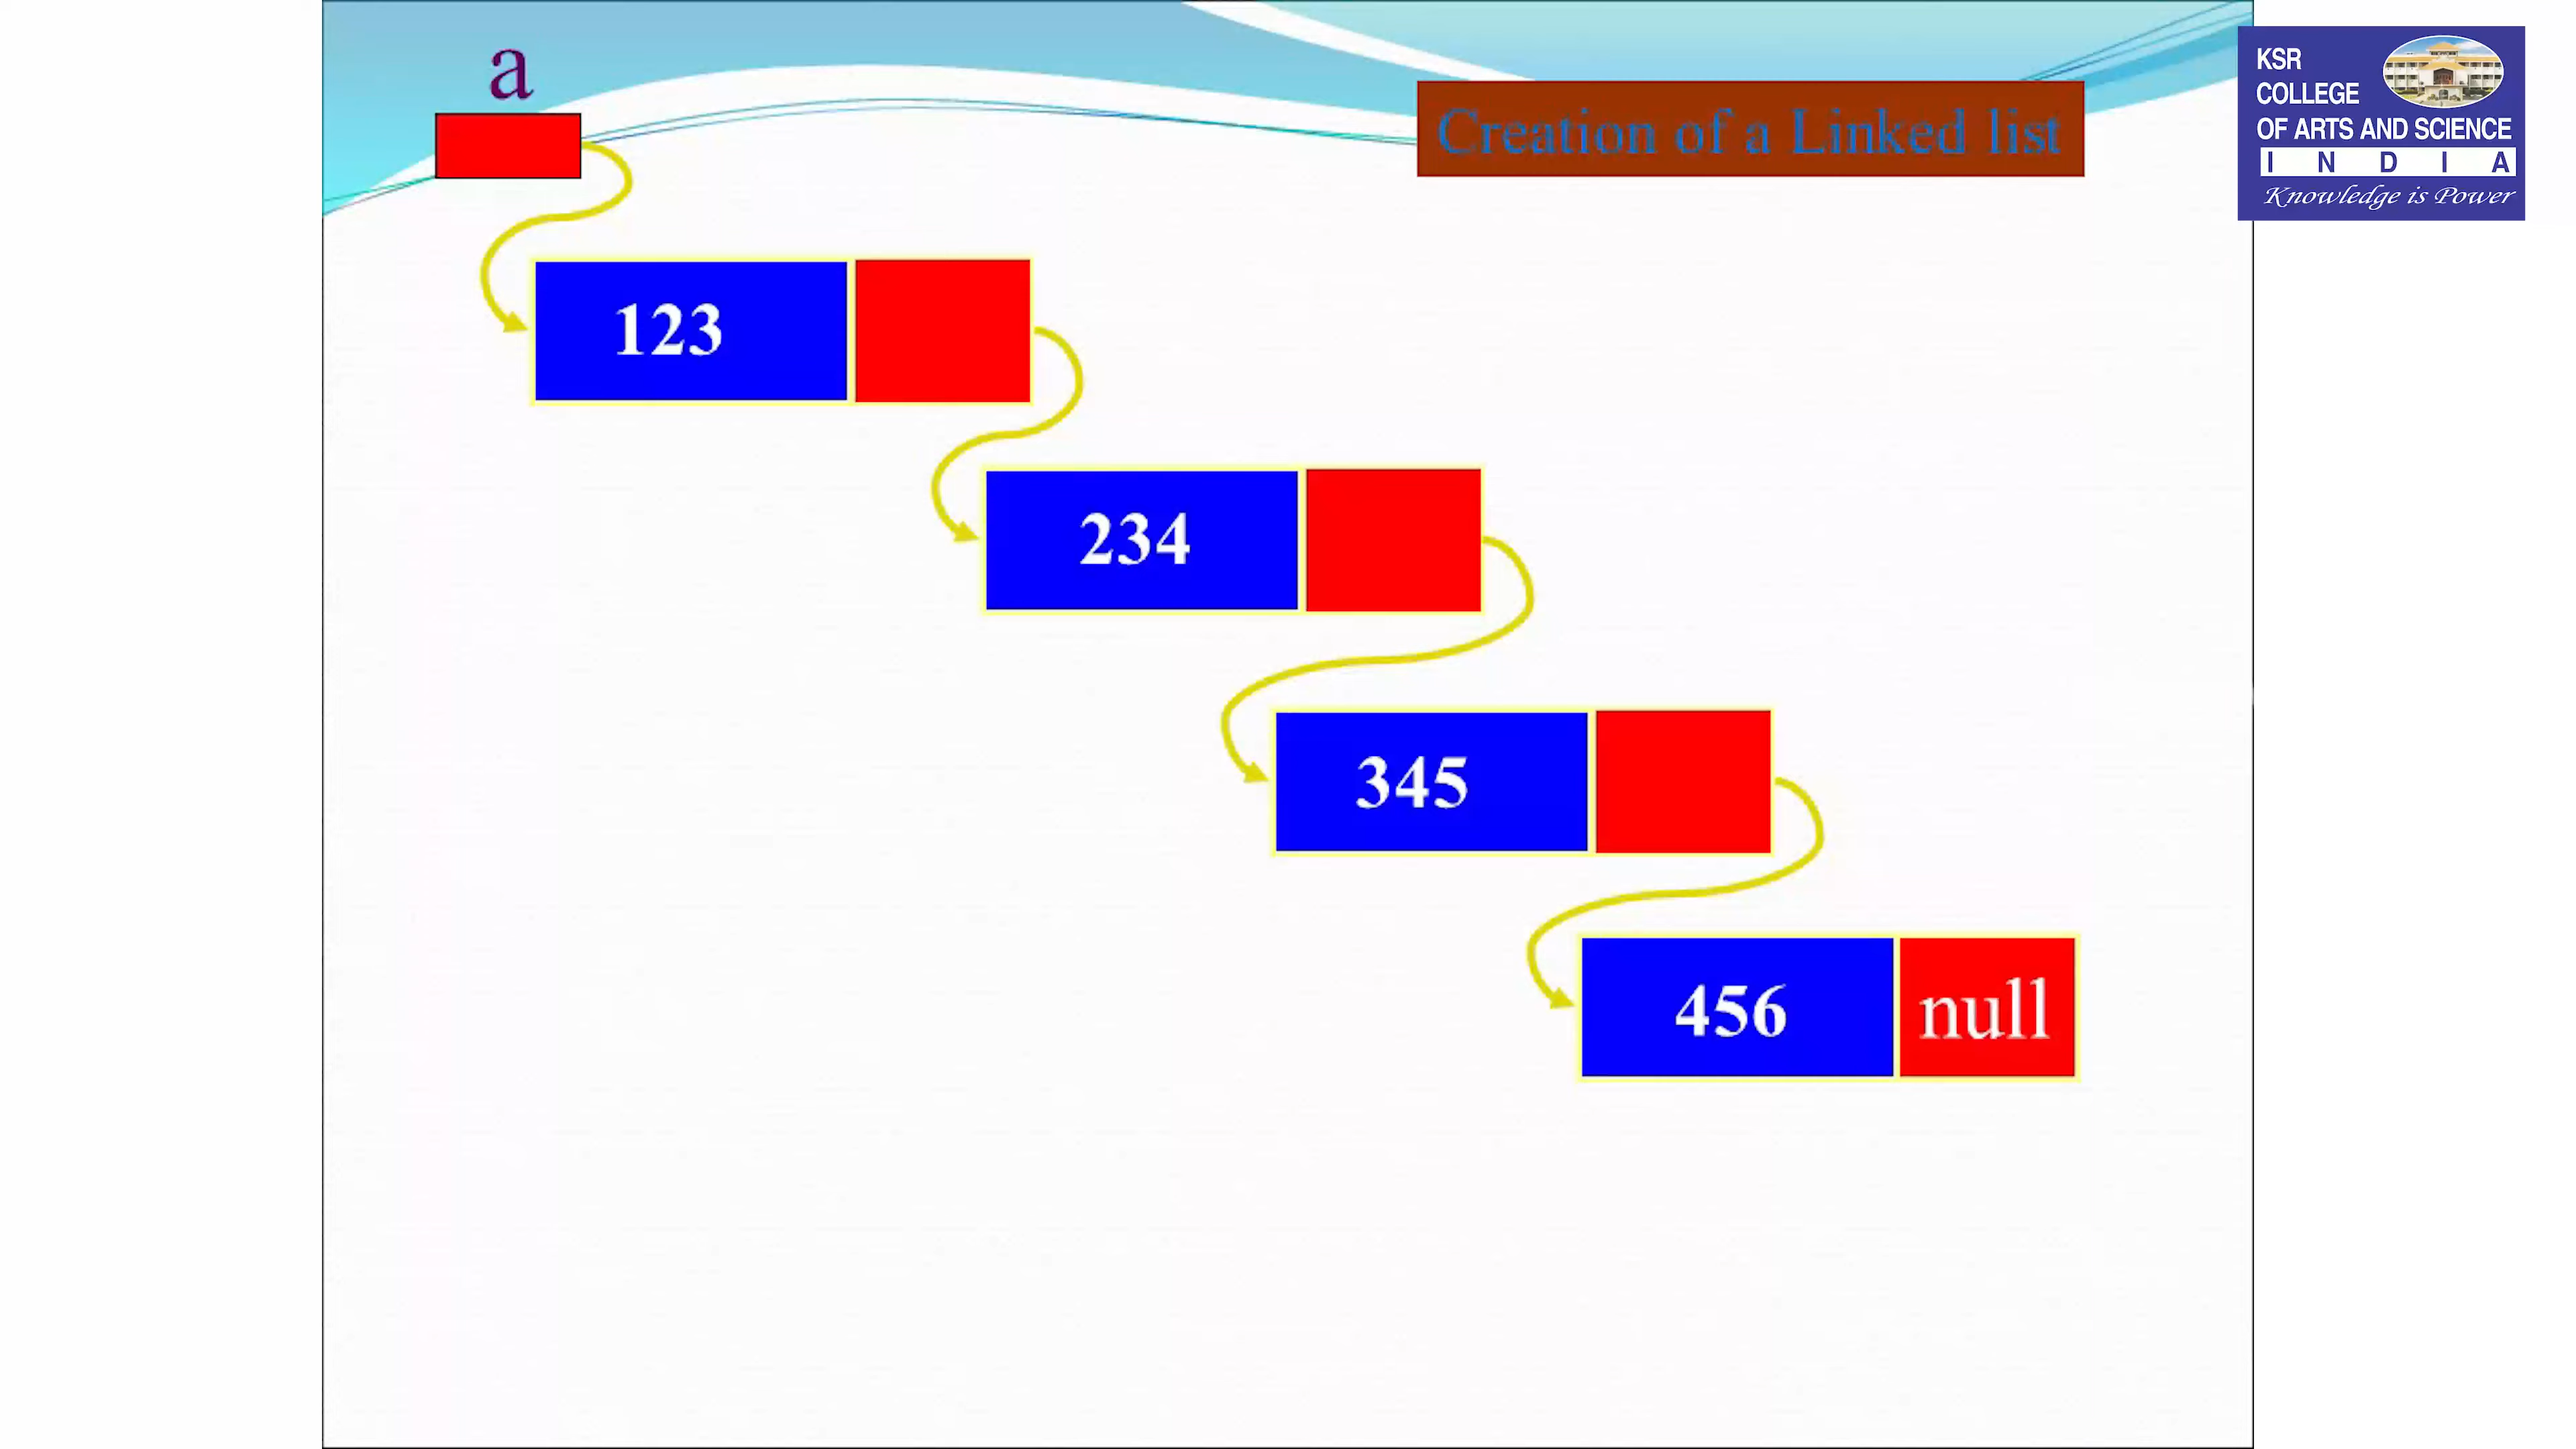 a
Creation of a Linked list
KSR
COLLEGE
OF ARTS AND SCIENCE
I N D I A
Knowledge is Power
123
234
345
456 null